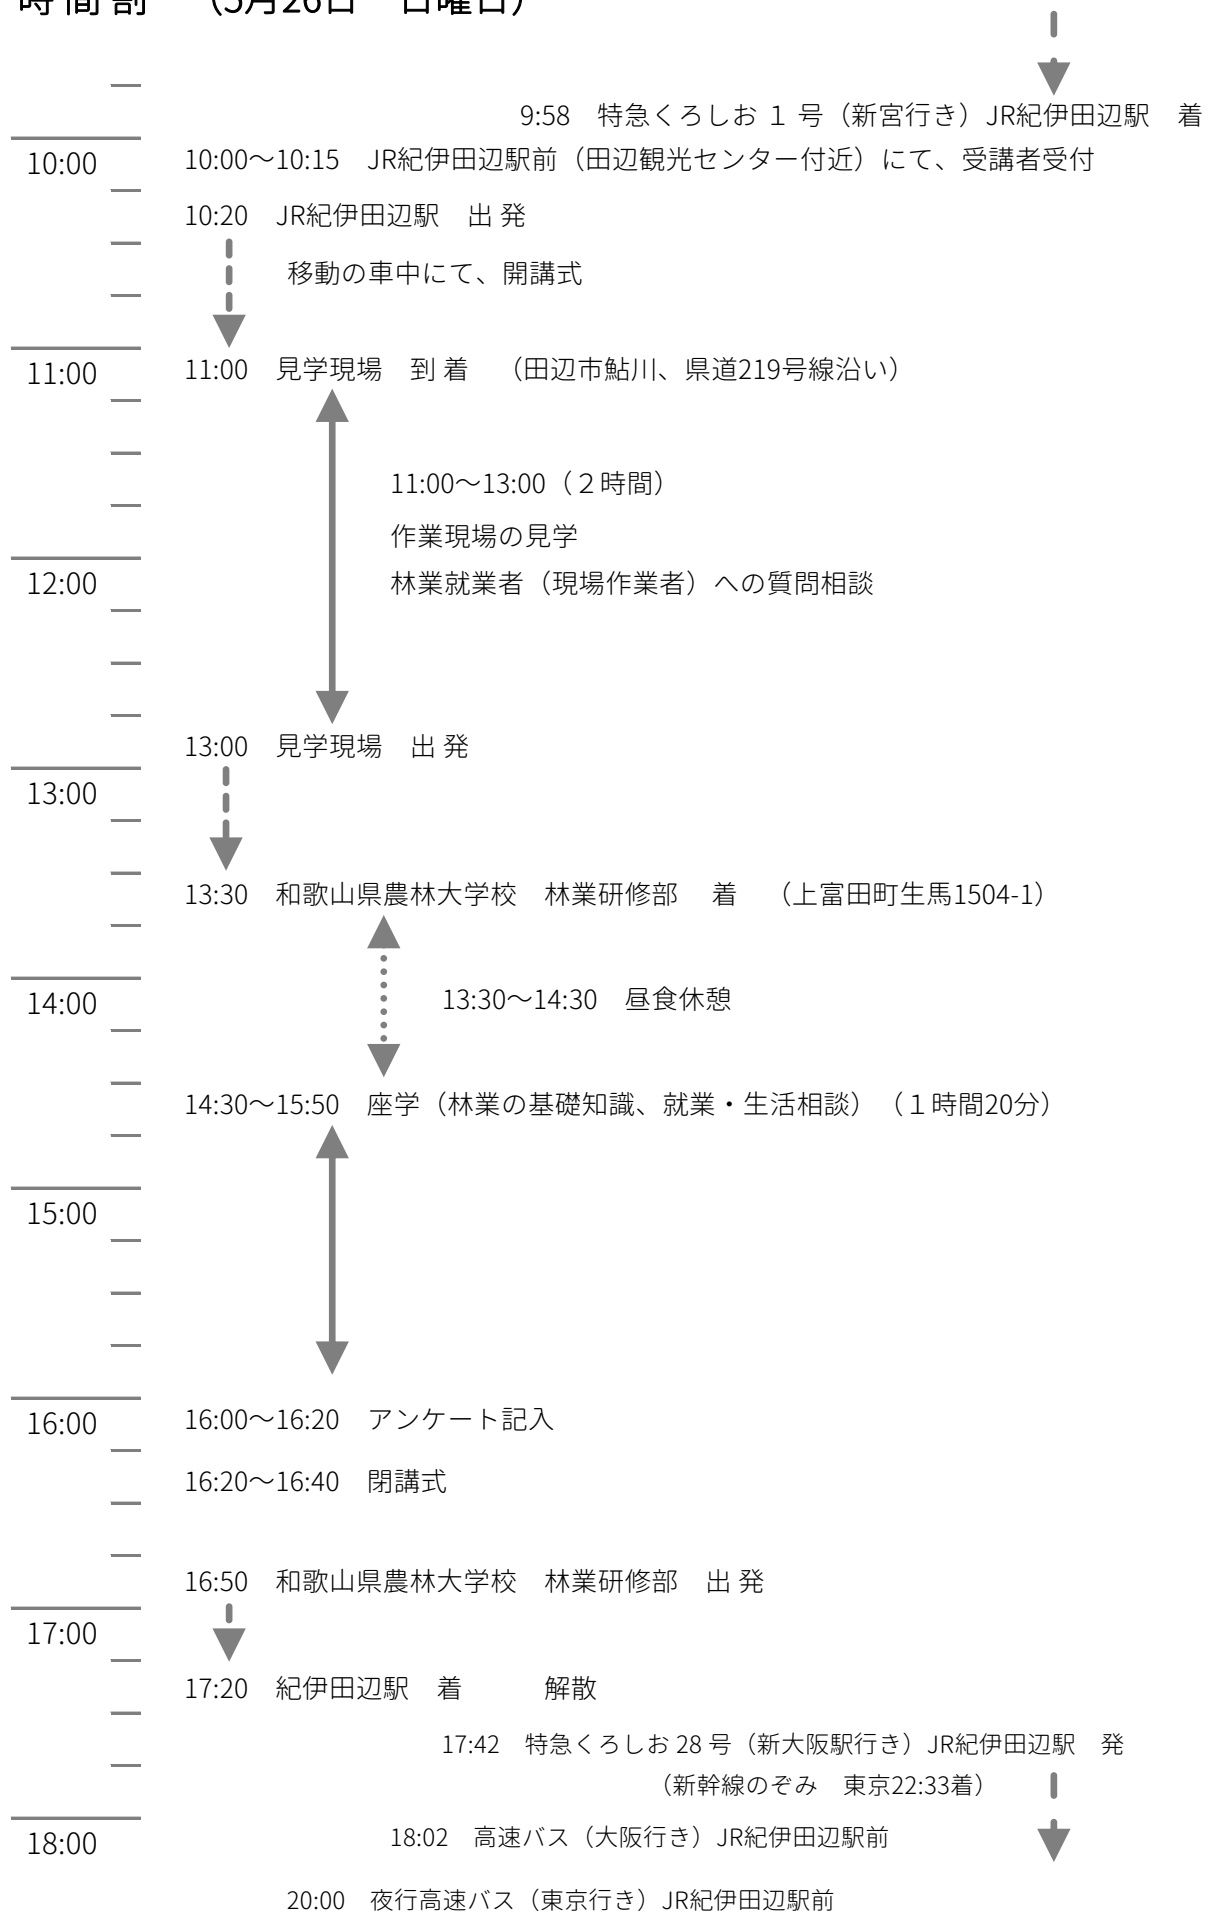 時 間 割　（5月26日　日曜日）
9:58　特急くろしお １ 号（新宮行き）JR紀伊田辺駅　着
10:00　10:00～10:15　JR紀伊田辺駅前（田辺観光センター付近）にて、受講者受付
10:20　JR紀伊田辺駅　出 発
移動の車中にて、開講式
11:00　11:00　見学現場　到 着　（田辺市鮎川、県道219号線沿い）
11:00～13:00（２時間）
作業現場の見学
12:00　林業就業者（現場作業者）への質問相談
13:00　見学現場　出 発
13:00
13:30　和歌山県農林大学校　林業研修部　着　（上富田町生馬1504-1）
14:00　13:30～14:30　昼食休憩
14:30～15:50　座学（林業の基礎知識、就業・生活相談）（１時間20分）
15:00
16:00　16:00～16:20　アンケート記入
16:20～16:40　閉講式
16:50　和歌山県農林大学校　林業研修部　出 発
17:00
17:20　紀伊田辺駅　着　　　解散
17:42　特急くろしお 28 号（新大阪駅行き）JR紀伊田辺駅　発
（新幹線のぞみ　東京22:33着）
18:00　18:02　高速バス（大阪行き）JR紀伊田辺駅前
20:00　夜行高速バス（東京行き）JR紀伊田辺駅前